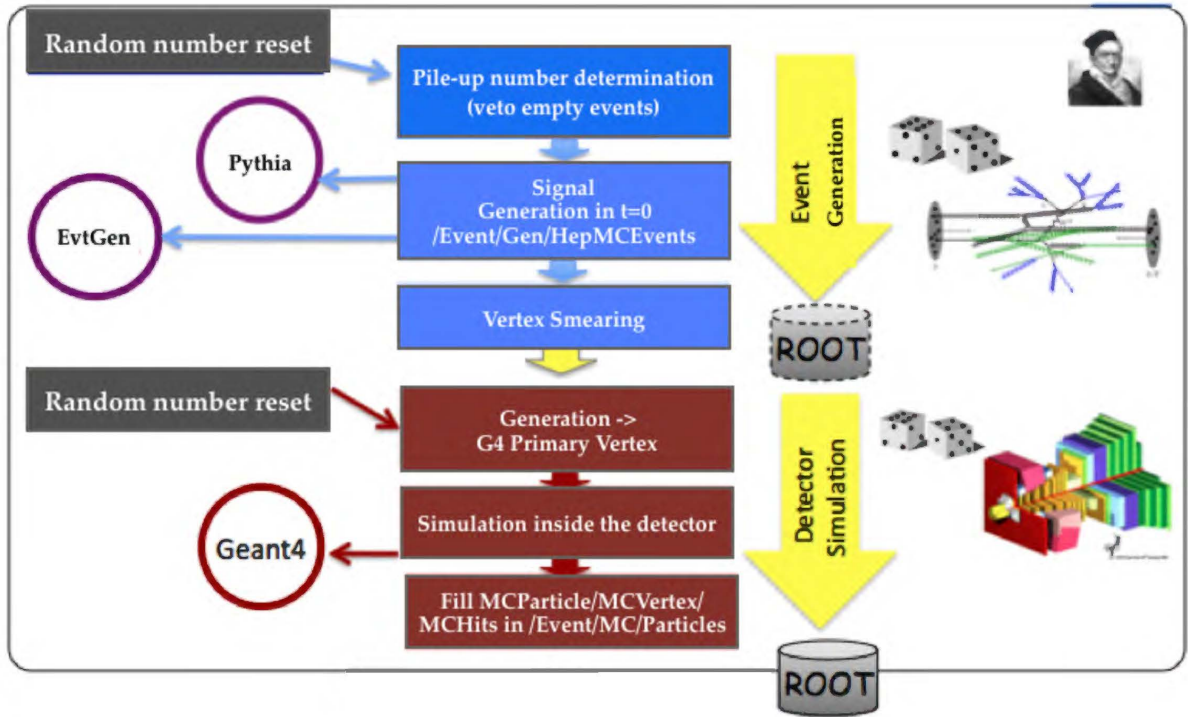 Random number reset
Pile-up number determination
(veto empty events)
Pythia
Signal
Generation in t=0
/Event/Gen/HepMCEvents
EvtGen
Vertex Smearing
Event
Generation
ROOT
Random number reset
Generation ->
G4 Primary Vertex
Simulation inside the detector
Geant4
Fill MCParticle/MCVertex/
MCHits in /Event/MC/Particles
Detector
Simulation
ROOT